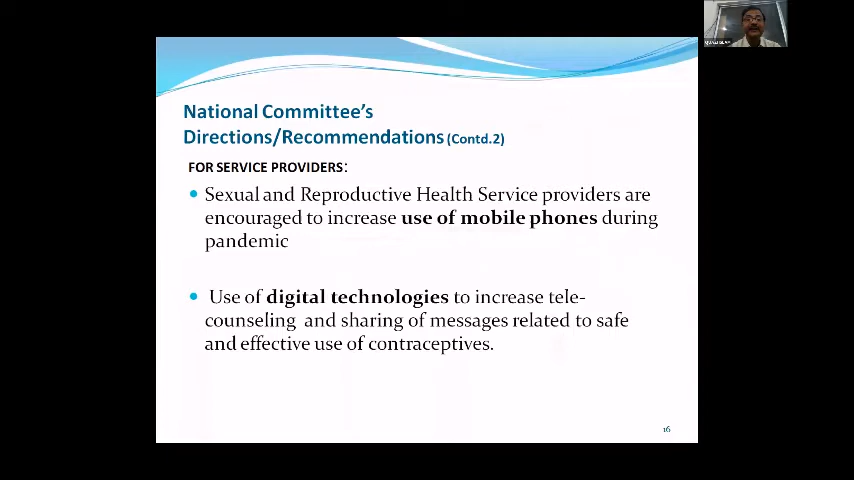 National Committee's
Directions/Recommendations (Contd.2)
FOR SERVICE PROVIDERS:
• Sexual and Reproductive Health Service providers are
encouraged to increase use of mobile phones during
pandemic
• Use of digital technologies to increase tele-
counseling and sharing of messages related to safe
and effective use of contraceptives.
16